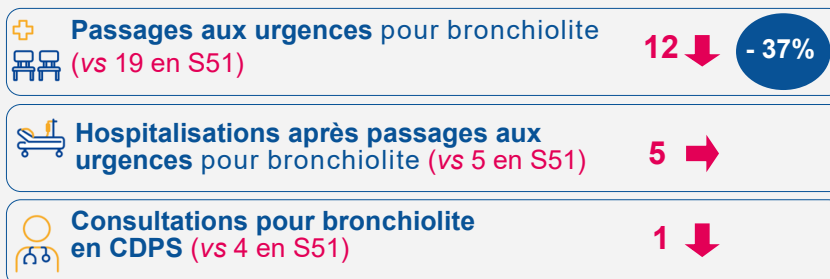 Passages aux urgences pour bronchiolite
(vs 19 en S51)
12
- 37%
Hospitalisations après passages aux
urgences pour bronchiolite (vs 5 en S51)
5
Consultations pour bronchiolite
en CDPS (vs 4 en S51)
1